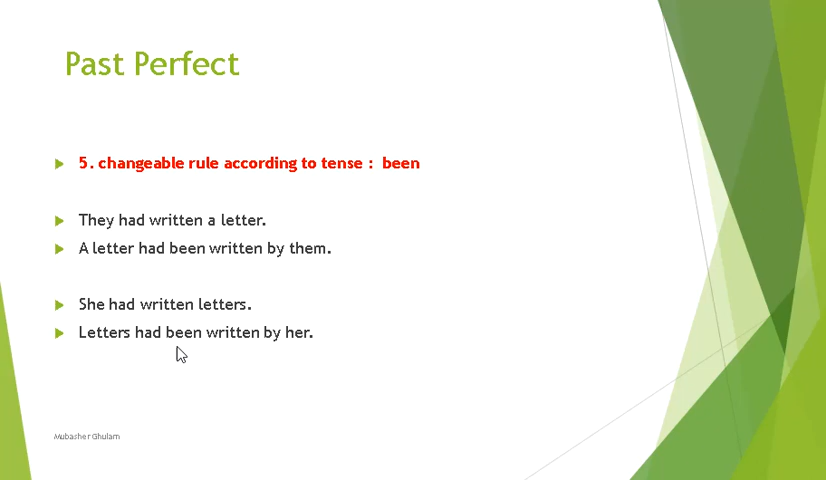 Past Perfect
5. changeable rule according to tense : been
They had written a letter.
A letter had been written by them.
She had written letters.
Letters had been written by her.
Mubasher Ghulam